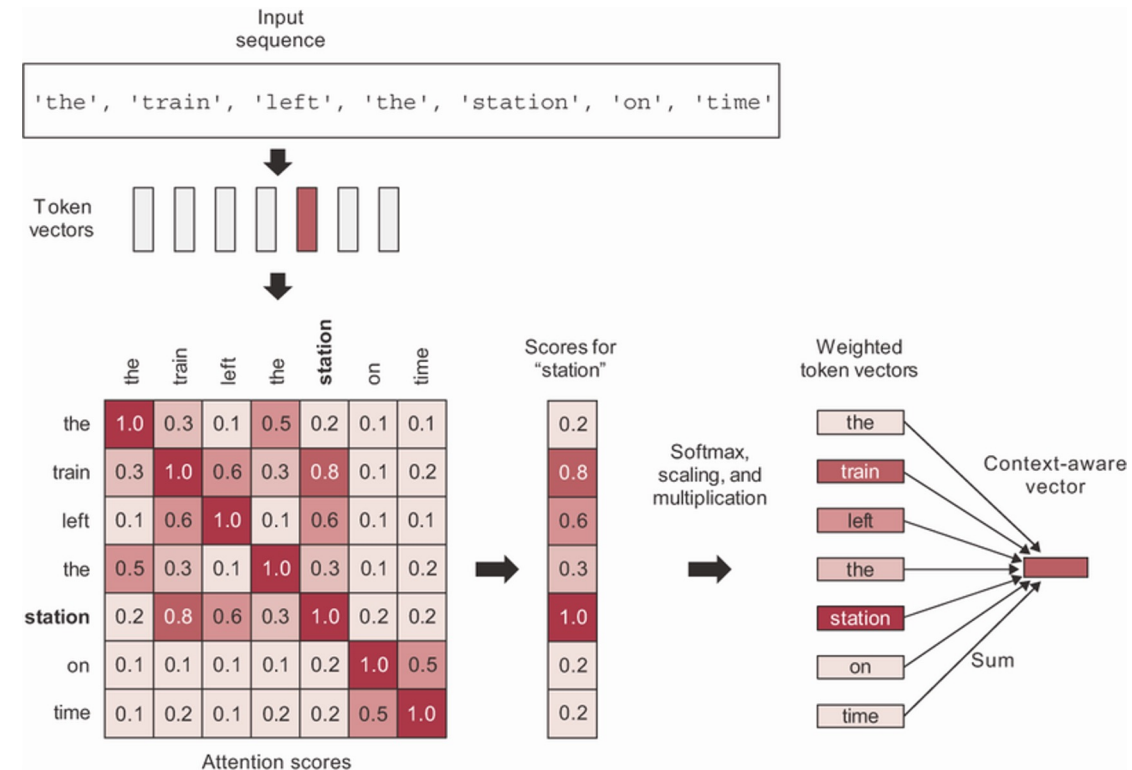 Input
sequence
'the', 'train', 'left', 'the', 'station', 'on', 'time'
Token
vectors
the train left the station on time
the 1.0 0.3 0.1 0.5 0.2 0.1 0.1
train 0.3 1.0 0.6 0.3 0.8 0.1 0.2
left 0.1 0.6 1.0 0.1 0.6 0.1 0.1
the 0.5 0.3 0.1 1.0 0.3 0.1 0.2
station 0.2 0.8 0.6 0.3 1.0 0.2 0.2
on 0.1 0.1 0.1 0.1 0.2 1.0 0.5
time 0.1 0.2 0.1 0.2 0.2 0.5 1.0
Attention scores
Scores for
“station”
0.2
0.8
0.6
0.3
1.0
0.2
0.2
Softmax,
scaling, and
multiplication
Weighted
token vectors
the
train
left
the
station
on
time
Sum
Context-aware
vector